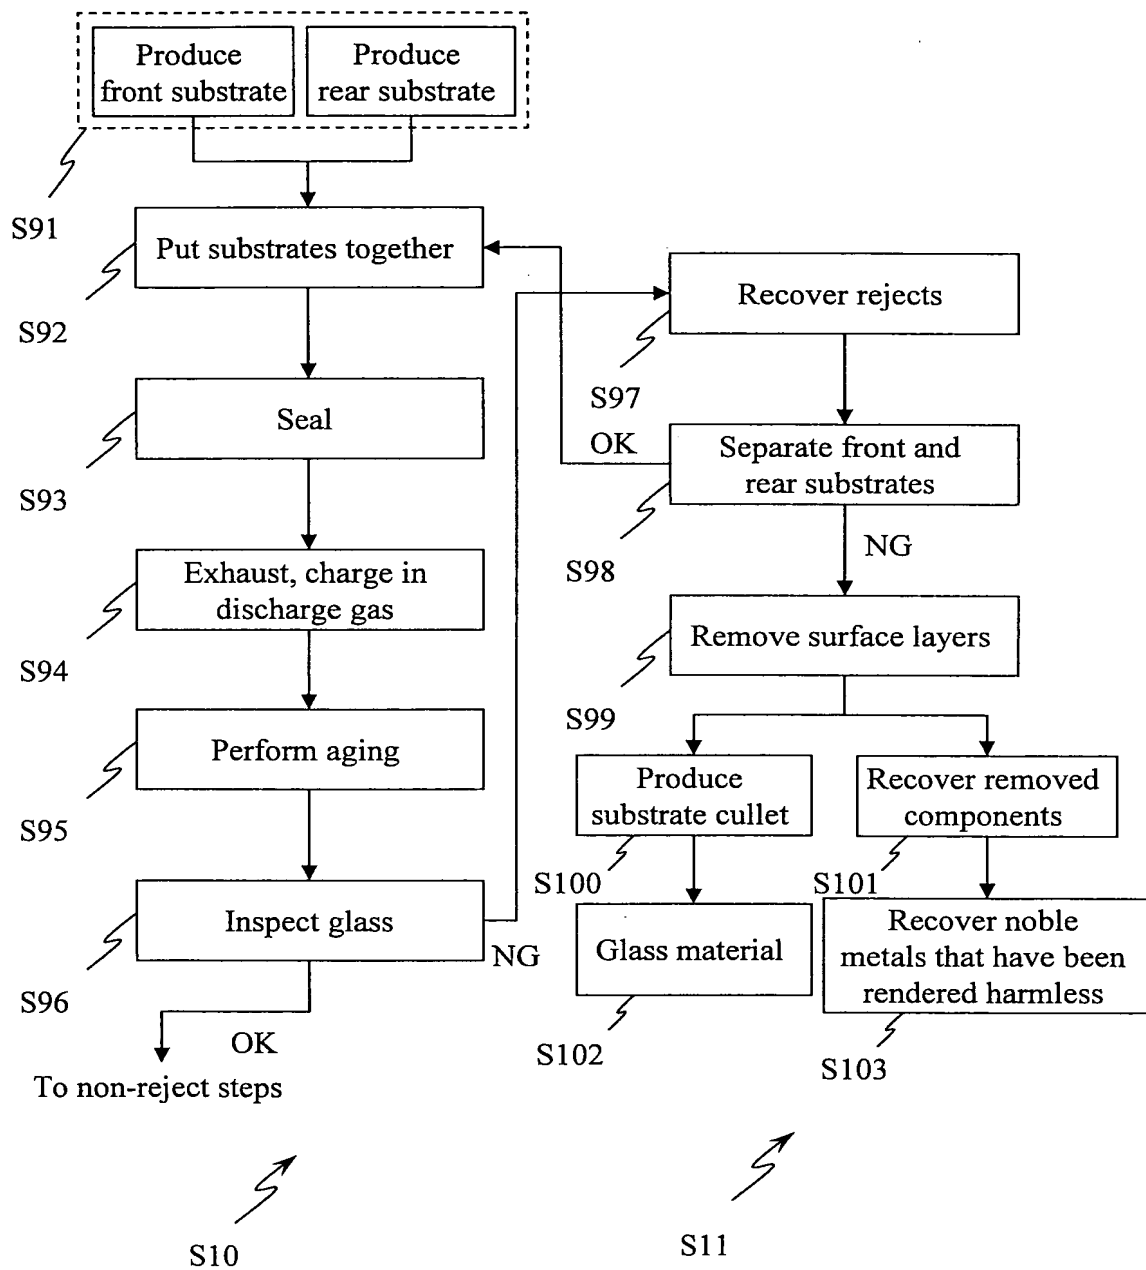 Produce
front substrate
Produce
rear substrate
S91
Put substrates together
S92
Seal
S93
Exhaust, charge in
discharge gas
S94
Perform aging
S95
Inspect glass
S96
NG
OK
To non-reject steps
S10
Recover rejects
S97
OK
Separate front and
rear substrates
S98
NG
Remove surface layers
S99
Produce
substrate cullet
S100
Recover removed
components
S101
Glass material
S102
Recover noble
metals that have been
rendered harmless
S103
S11